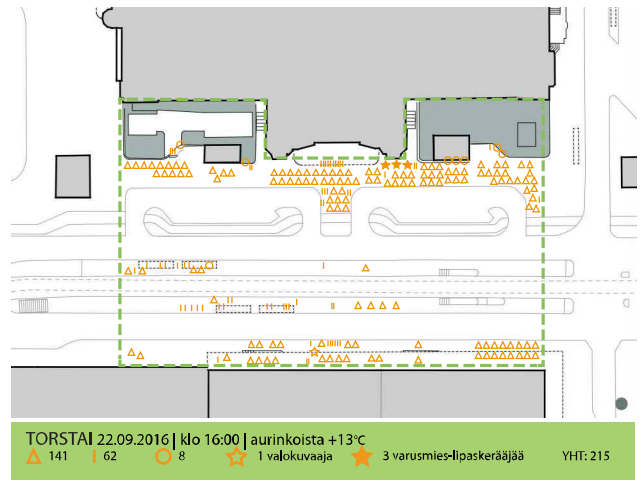 TORSTAI 22.09.2016 | klo 16:00 | aurinkoista +13°C
141 62 8 1 valokuvaaja 3 varusmies-lipaskerääjää YHT: 215